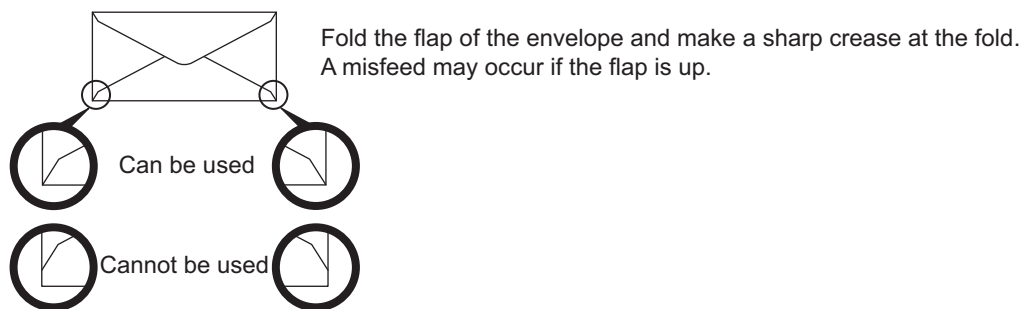 Fold the flap of the envelope and make a sharp crease at the fold.
A misfeed may occur if the flap is up.
Can be used
Cannot be used